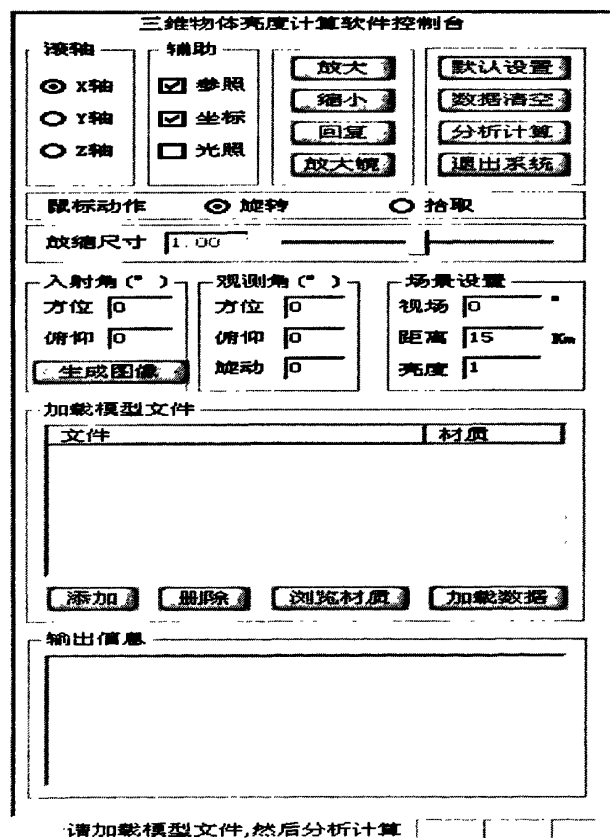 三维物体亮度计算软件控制台
滚轴 辅助
X轴 参照 放大 默认设置
Y轴 坐标 缩小 数据清空
Z轴 光照 回复 分析计算
放大镜 退出系统
鼠标动作 旋转 拾取
放缩尺寸 1.00
入射角(° ) 观测角(° ) 场景设置
方位 0 方位 0 视场 0 °
俯仰 0 俯仰 0 距离 15 Km
生成图像 旋动 0 亮度 1
加载模型文件
文件 材质
添加 删除 浏览材质 加载数据
输出信息
请加载模型文件,然后分析计算